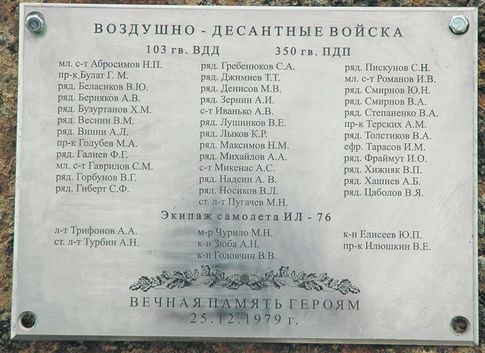 ВОЗДУШНО - ДЕСАНТНЫЕ ВОЙСКА
103 гв. ВДД 350 гв. ПДП
мл. с-т Абросимов Н.П.
пр-к Булат Г. М.
ряд. Беласиков В.Ю.
ряд. Берняков А.В.
ряд. Бузуртанов Х.М.
ряд. Веснин В.М.
ряд. Винни А.Л.
пр-к Голубев М.А.
ряд. Галиев Ф.Г.
мл. с-т Гаврилов С.М.
ряд. Горбунов В.Г.
ряд. Гиберт С.Ф.
ряд. Гребенюков С.А.
ряд. Джимиев Т.Т.
ряд. Денисов М.В.
ряд. Зернин А.И.
с-т Иванько А.В.
ряд. Лушников В.Е.
ряд. Лыков К.Р.
ряд. Максимов Н.М.
ряд. Михайлов А.А.
с-т Микенас А.С.
ряд. Надеин А. В.
ряд. Носиков В.Л.
ст. л-т Пугачев М.Н.
ряд. Пискунов С.Н.
мл. с-т Романов И.В.
ряд. Смирнов Ю.Н.
ряд. Смирнов В.А.
ряд. Степаненко В.А.
пр-к Терских А.М.
ряд. Толстиков В.А.
ефр. Тарасов И.М.
ряд. Фраймут И.О.
ряд. Хижняк В.П.
ряд. Хашиев А.Б.
ряд. Цаболов В.Я.
Экипаж самолета ИЛ - 76
л-т Трифонов А.А.
ст. л-т Турбин А.Н.
м-р Чурило М.Н.
к-н Зюба А.Н.
к-н Головчин В.В.
к-н Елисеев Ю.П.
пр-к Илюшкин В.Е.
ВЕЧНАЯ ПАМЯТЬ ГЕРОЯМ
25.12.1979 г.